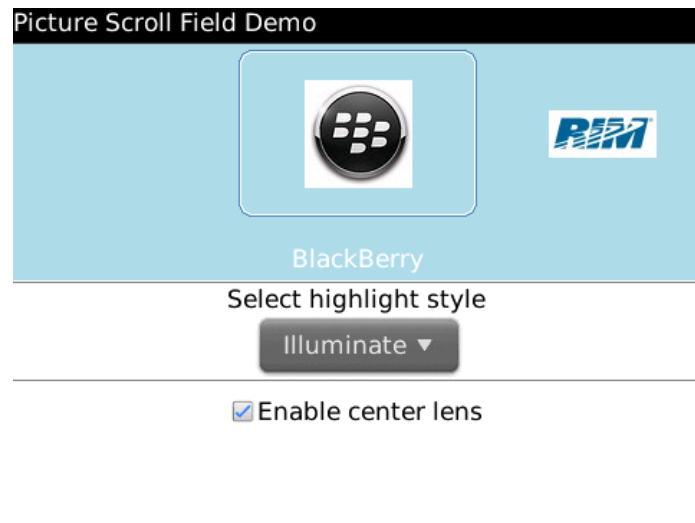 Picture Scroll Field Demo
RIM
BlackBerry
Select highlight style
Illuminate
Enable center lens